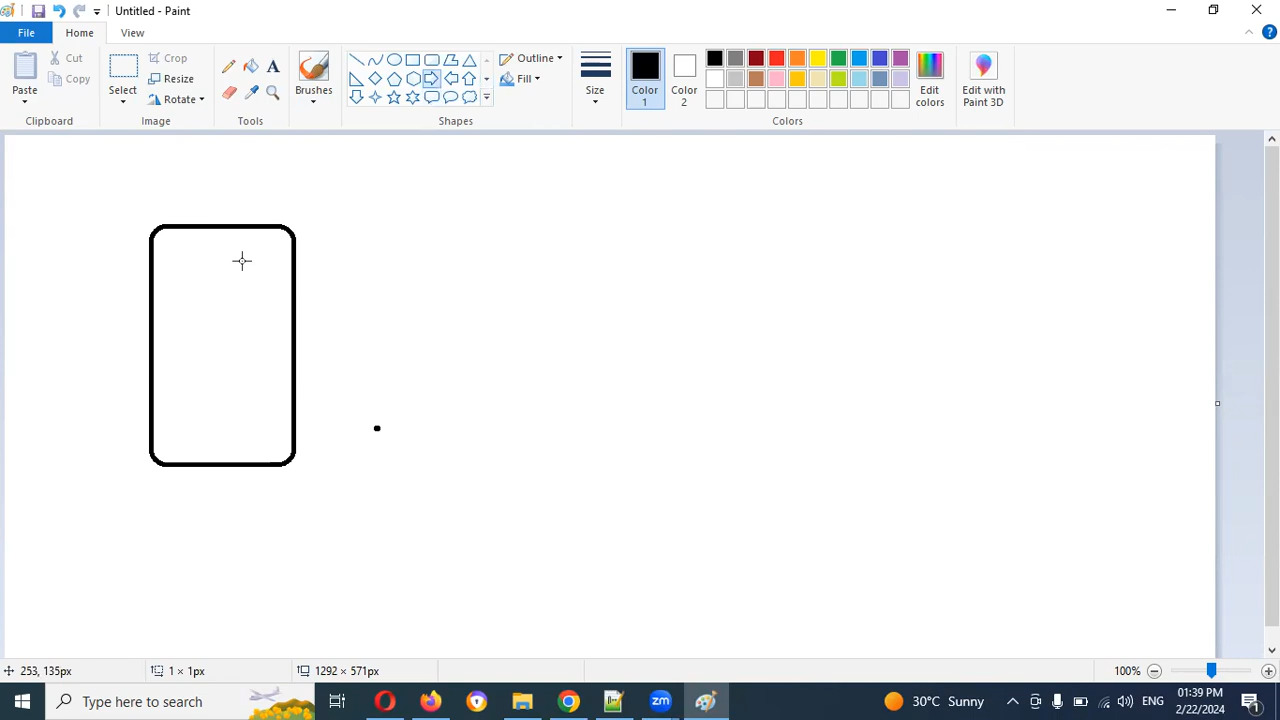 Untitled - Paint
File
Home
View
Paste
Cut
Copy
Clipboard
Select
Crop
Resize
Rotate
Image
A
Tools
Brushes
Outline
Fill
Shapes
Size
Color
1
Color
2
Edit
colors
Colors
Edit with
Paint 3D
253, 135px
1 × 1px
1292 × 571px
100%
Type here to search
zm
30°C Sunny
ENG
01:39 PM
2/22/2024
1